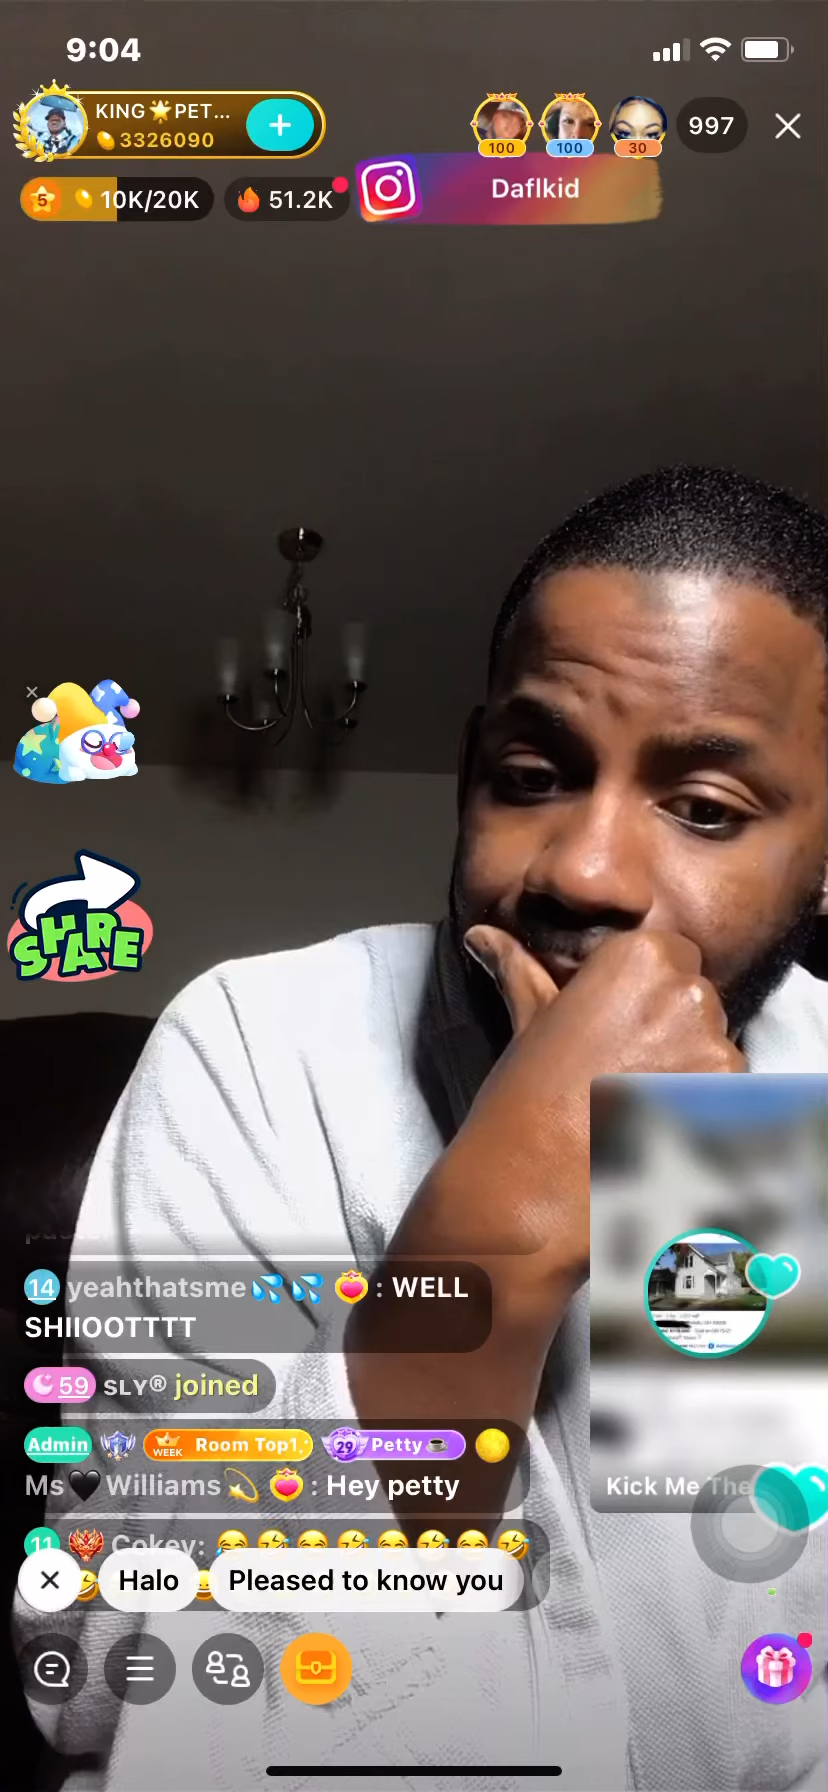 9:04
KING🌟PET...
3326090
100
100
30
997
5
10K/20K
51.2K
Daflkid
SHARE
14 yeahthatsme💦💦 : WELL
SHIIOOTTTT
59 SLY® joined
Admin WEEK Room Top1 29 Petty☕
Ms🖤Williams💫 : Hey petty
11 Cokey: 😂🤣😂🤣😂🤣😂🤣
Kick Me The
Halo
Pleased to know you